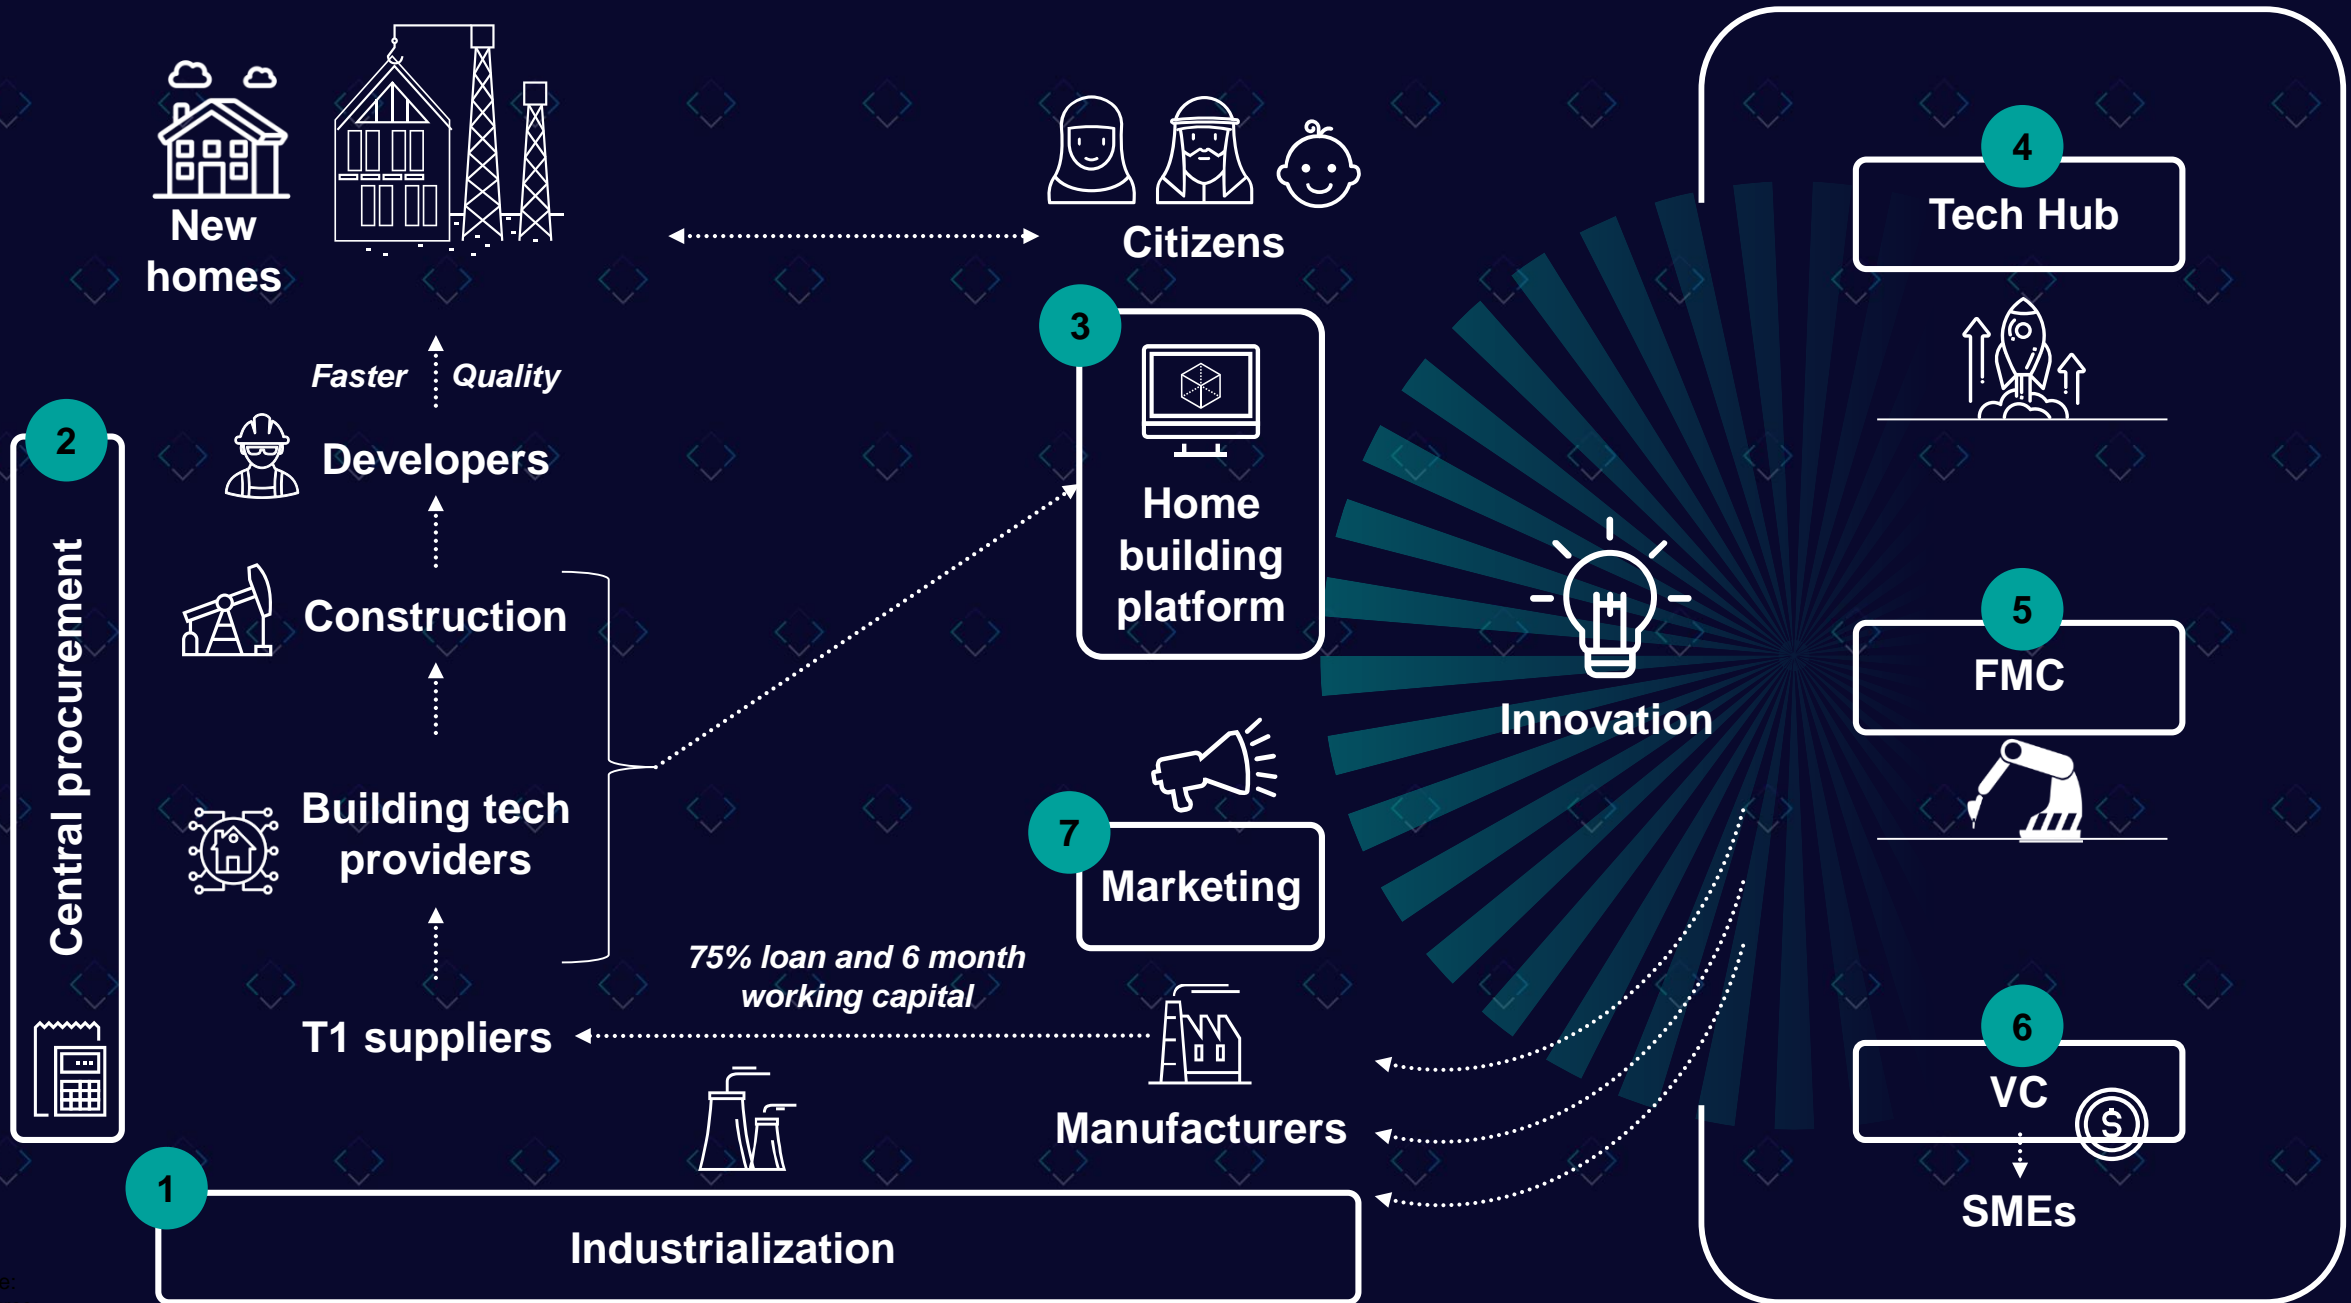 New
homes
Citizens
4
Tech Hub
3
Home
building
platform
Faster
Quality
2
Central procurement
Developers
Construction
Building tech
providers
T1 suppliers
75% loan and 6 month
working capital
Innovation
5
FMC
7
Marketing
Manufacturers
6
VC
$
SMEs
1
Industrialization
e: